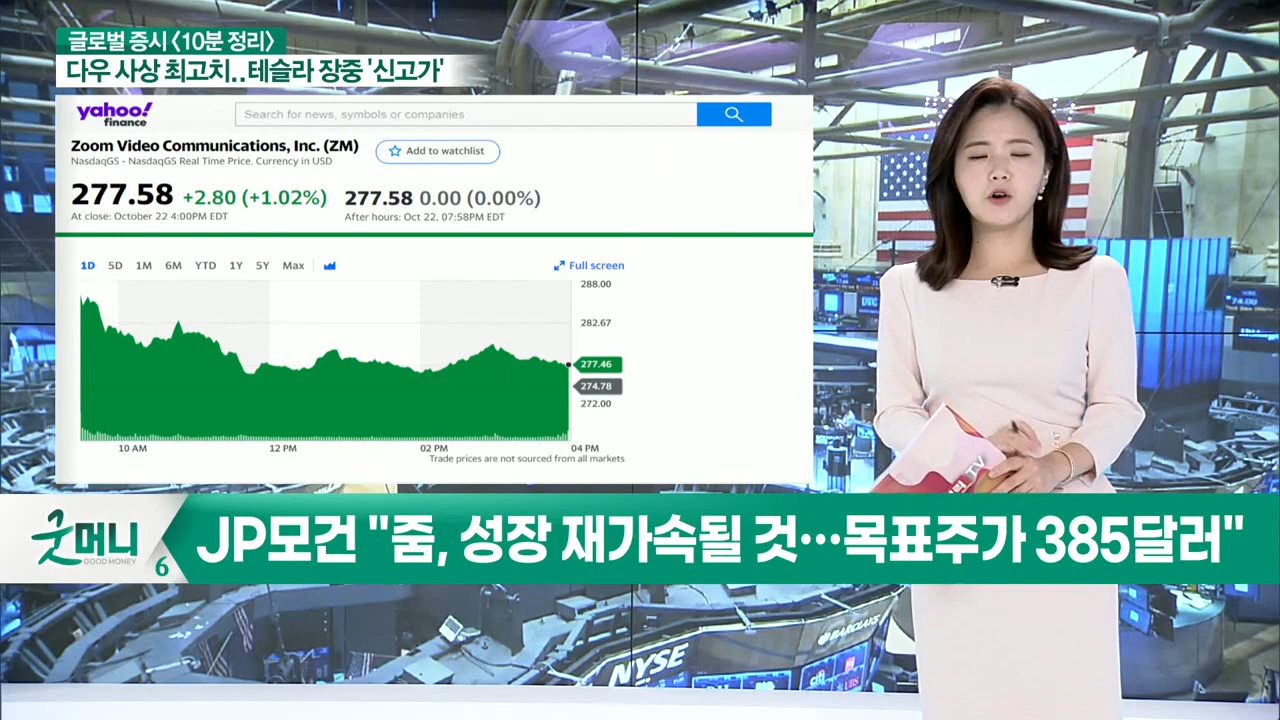 글로벌 증시 <10분 정리>
다우 사상 최고치..테슬라 장중 '신고가'
yahoo!
finance
Search for news, symbols or companies
Zoom Video Communications, Inc. (ZM)
Add to watchlist
NasdaqGS - NasdaqGS Real Time Price. Currency in USD
277.58 +2.80 (+1.02%) 277.58 0.00 (0.00%)
At close: October 22 4:00PM EDT
After hours: Oct 22, 07:58PM EDT
1D 5D 1M 6M YTD 1Y 5Y Max
Full screen
288.00
282.67
277.46
274.78
272.00
10 AM 12 PM 02 PM 04 PM
Trade prices are not sourced from all markets
굿머니
GOOD MONEY
6
JP모건 "줌, 성장 재가속될 것…목표주가 385달러"
BARCLAYS
NYSE
citi
UBS